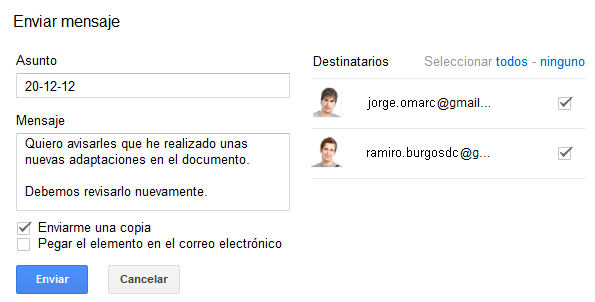 Enviar mensaje
Asunto
20-12-12
Mensaje
Quiero avisarles que he realizado unas
nuevas adaptaciones en el documento.
Debemos revisarlo nuevamente.
Enviarme una copia
Pegar el elemento en el correo electrónico
Enviar Cancelar
Destinatarios Seleccionar todos - ninguno
jorge.omarc@gmail...
ramiro.burgosdc@g...